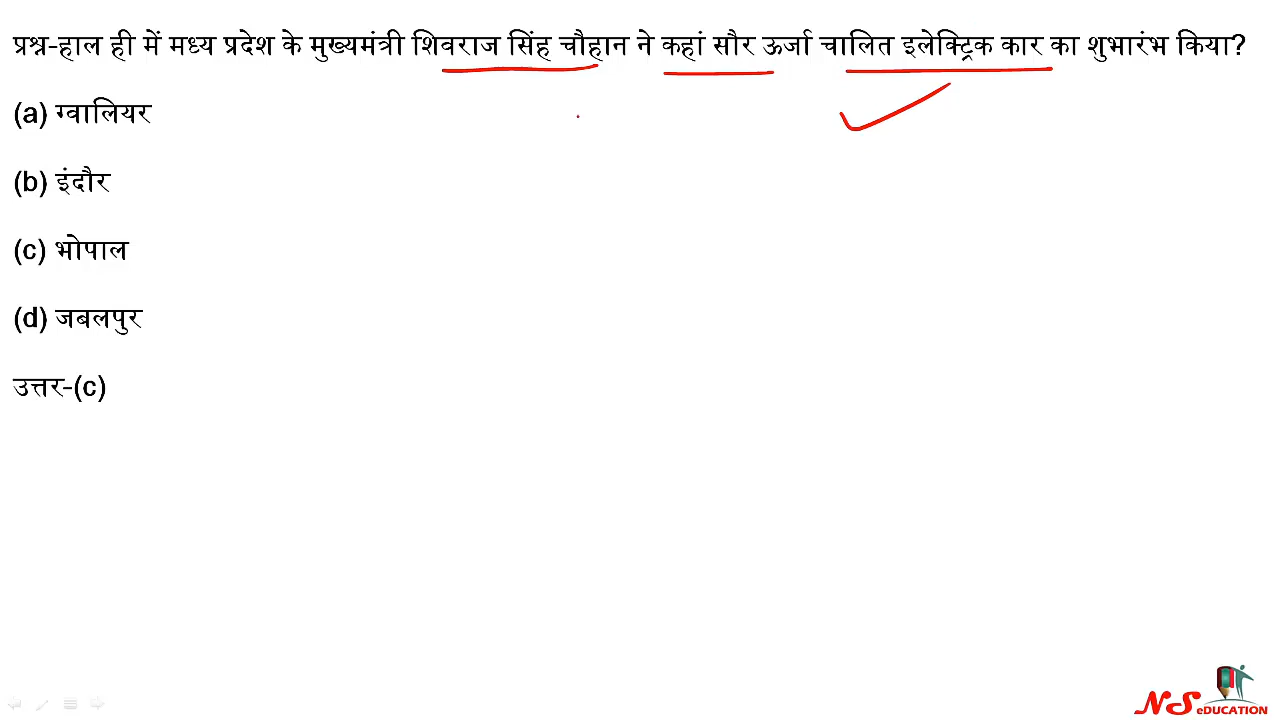 प्रश्न-हाल ही में मध्य प्रदेश के मुख्यमंत्री शिवराज सिंह चौहान ने कहां सौर ऊर्जा चालित इलेक्ट्रिक कार का शुभारंभ किया?
(a) ग्वालियर
(b) इंदौर
(c) भोपाल
(d) जबलपुर
उत्तर-(c)
NS eDUCATION